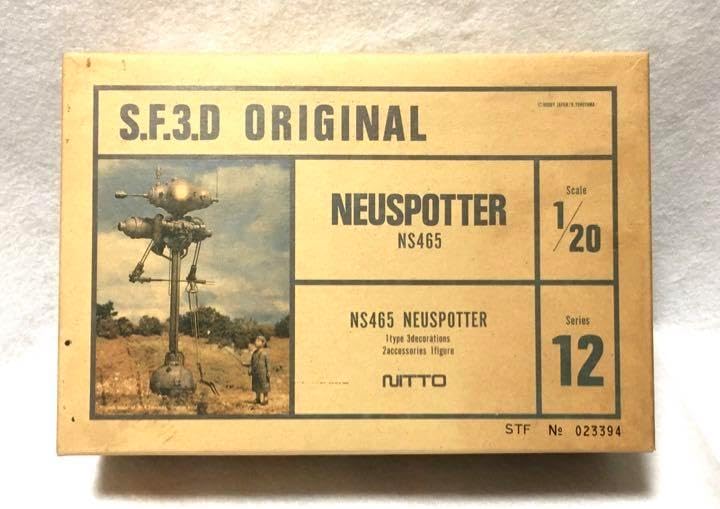 S.F.3.D ORIGINAL
NEUSPOTTER
NS465
Scale
1/20
NS465 NEUSPOTTER
1type 3decorations
2accessories 1figure
NITTO
Series
12
STF № 023394